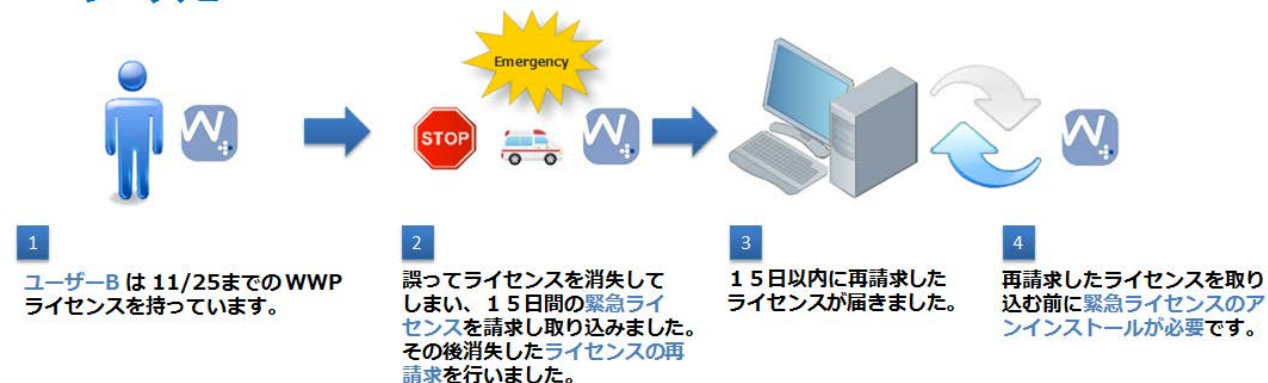 Emergency
STOP
1
ユーザーB は 11/25までのWWP
ライセンスを持っています。
2
誤ってライセンスを消失して
しまい、１５日間の緊急ライ
センスを請求し取り込みました。
その後消失したライセンスの再
請求を行いました。
3
１５日以内に再請求した
ライセンスが届きました。
4
再請求したライセンスを取り
込む前に緊急ライセンスのア
ンインストールが必要です。